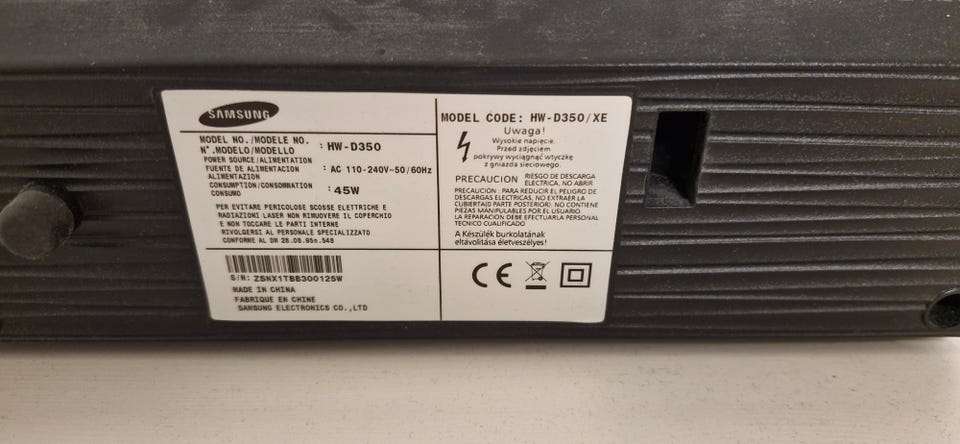 SAMSUNG
MODEL NO./MODELE NO.
N°.MODELO/MODELLO
: HW-D350
POWER SOURCE/ALIMENTATION
FUENTE DE ALIMENTACION
ALIMENTAZION
: AC 110-240V~50/60Hz
CONSUMPTION/CONSOMMATION
CONSUMO
: 45W
PER EVITARE PERICOLOSE SCOSSE ELETTRICHE E
RADIAZIONI LASER NON RIMUOVERE IL COPERCHIO
E NON TOCCARE LE PARTI INTERNE
RIVOLGERSI AL PERSONALE SPECIALIZZATO
CONFORME AL DM 28.08.95n.548
S/N: ZSNX1TBB300125W
MADE IN CHINA
FABRIQUE EN CHINE
SAMSUNG ELECTRONICS CO.,LTD
MODEL CODE: HW-D350/XE
Uwaga!
Wysokie napięcie.
Przed zdjęciem
pokrywy wyciągnąć wtyczkę
z gniazda sieciowego.
PRECAUCION
RIESGO DE DESCARGA
ELECTRICA, NO ABRIR
PRECAUCION : PARA REDUCIR EL PELIGRO DE
DESCARGAS ELECTRICAS, NO EXTRAER LA
CUBIERTA(O PARTE POSTERIOR). NO CONTIENE
PIEZAS MANIPULABLES POR EL USUARIO.
LA REPARACION DEBE EFECTUARLA PERSONAL
TECNICO CUALIFICADO
A Készülék burkolatának
eltávolítása életveszélyes!
CE